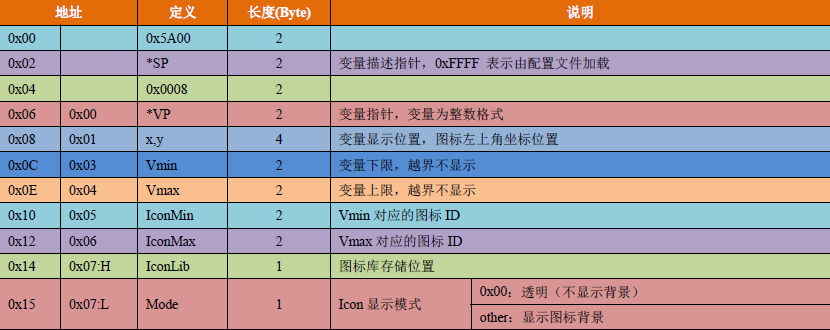 地址 定义 长度(Byte) 说明
0x00 0x5A00 2
0x02 *SP 2 变量描述指针，0xFFFF 表示由配置文件加载
0x04 0x0008 2
0x06 0x00 *VP 2 变量指针，变量为整数格式
0x08 0x01 x,y 4 变量显示位置，图标左上角坐标位置
0x0C 0x03 Vmin 2 变量下限，越界不显示
0x0E 0x04 Vmax 2 变量上限，越界不显示
0x10 0x05 IconMin 2 Vmin 对应的图标 ID
0x12 0x06 IconMax 2 Vmax 对应的图标 ID
0x14 0x07:H IconLib 1 图标库存储位置
0x15 0x07:L Mode 1 Icon 显示模式 0x00：透明（不显示背景）
other：显示图标背景